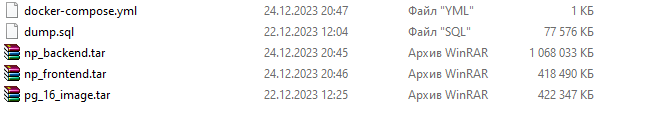 docker-compose.yml 24.12.2023 20:47 Файл "YML" 1 КБ
dump.sql 22.12.2023 12:04 Файл "SQL" 77 576 КБ
np_backend.tar 24.12.2023 20:45 Архив WinRAR 1 068 033 КБ
np_frontend.tar 24.12.2023 20:46 Архив WinRAR 418 490 КБ
pg_16_image.tar 22.12.2023 12:25 Архив WinRAR 422 347 КБ